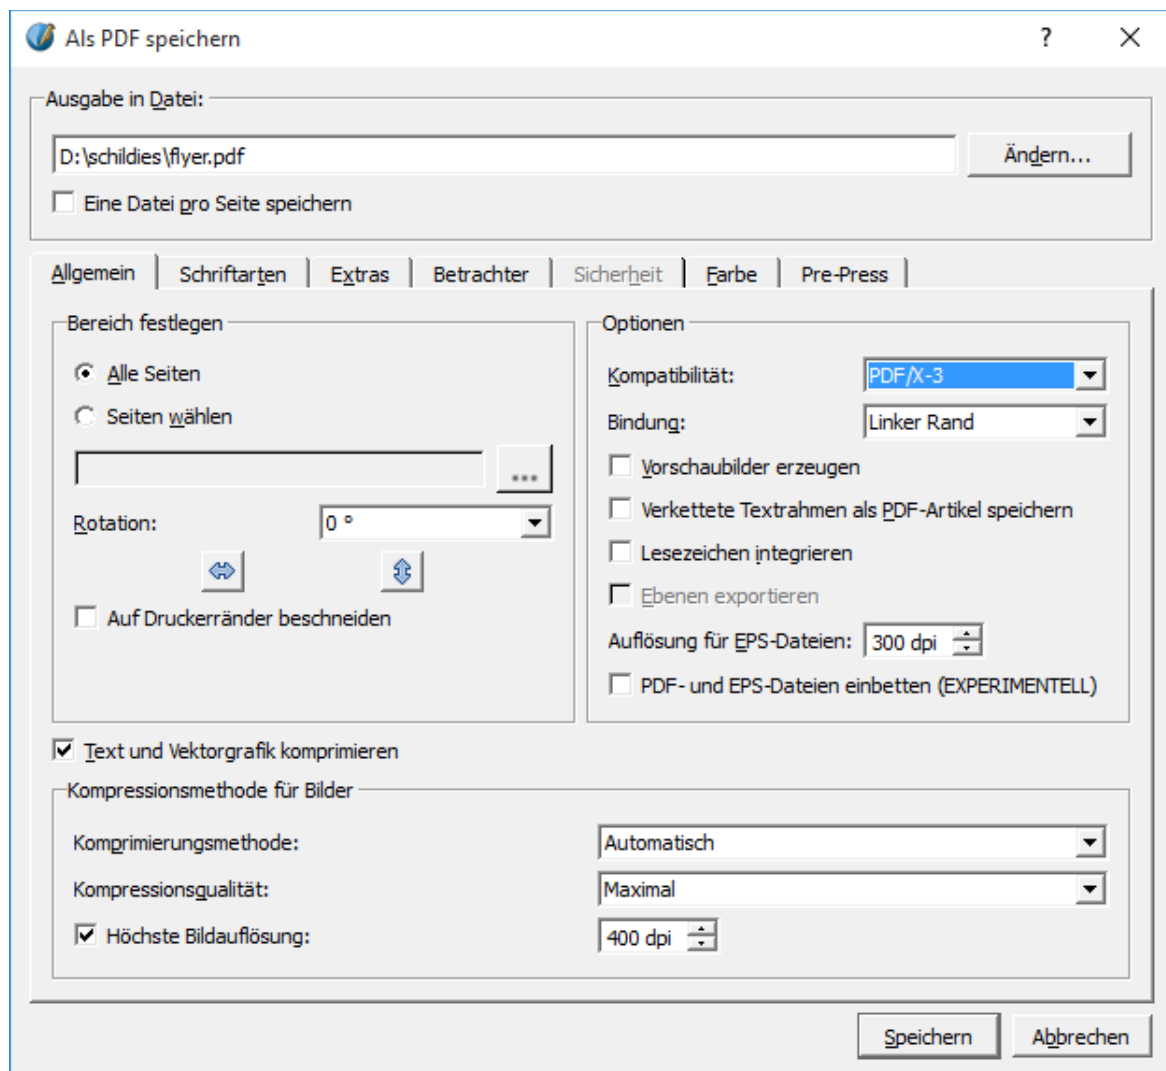 Als PDF speichern
Ausgabe in Datei:
D:\schildies\flyer.pdf
Ändern...
Eine Datei pro Seite speichern
Allgemein Schriftarten Extras Betrachter Sicherheit Farbe Pre-Press
Bereich festlegen
Alle Seiten
Seiten wählen
...
Rotation: 0 °
Auf Druckerränder beschneiden
Optionen
Kompatibilität: PDF/X-3
Bindung: Linker Rand
Vorschaubilder erzeugen
Verkettete Textrahmen als PDF-Artikel speichern
Lesezeichen integrieren
Ebenen exportieren
Auflösung für EPS-Dateien: 300 dpi
PDF- und EPS-Dateien einbetten (EXPERIMENTELL)
Text und Vektorgrafik komprimieren
Kompressionsmethode für Bilder
Komprimierungsmethode: Automatisch
Kompressionsqualität: Maximal
Höchste Bildauflösung: 400 dpi
Speichern Abbrechen